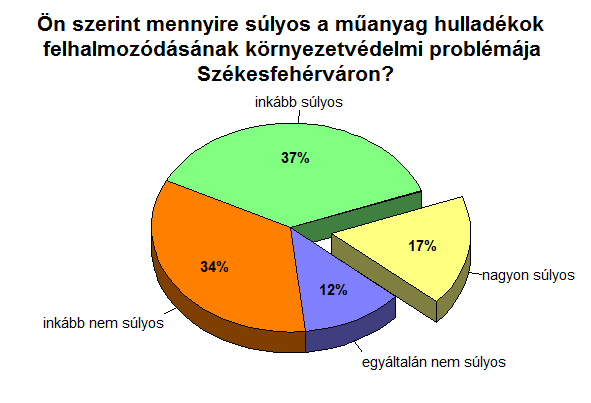 Ön szerint mennyire súlyos a műanyag hulladékok
felhalmozódásának környezetvédelmi problémája
Székesfehérváron?
inkább súlyos
37%
17%
nagyon súlyos
34%
12%
inkább nem súlyos
egyáltalán nem súlyos